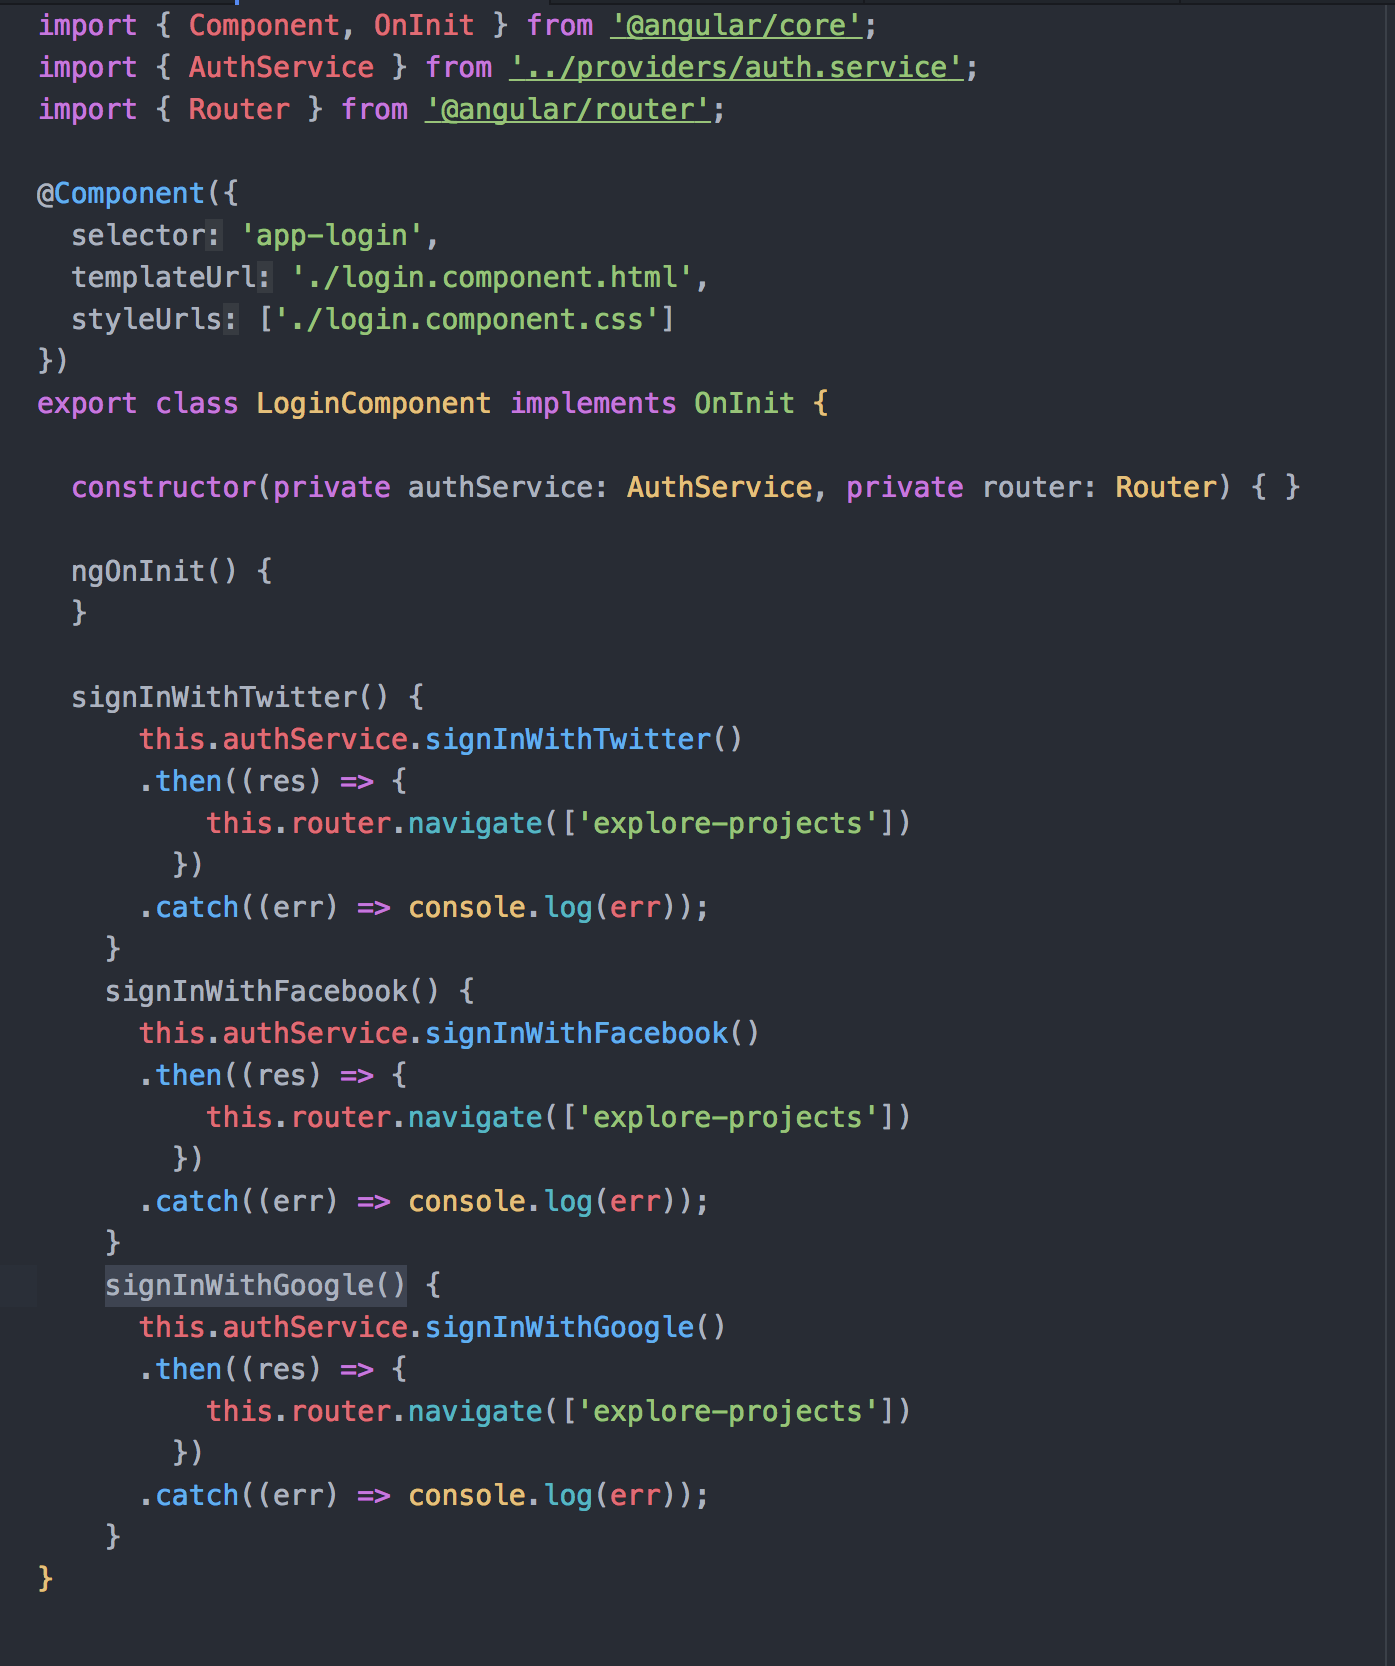 import { Component, OnInit } from '@angular/core';
import { AuthService } from '../providers/auth.service';
import { Router } from '@angular/router';
@Component({
  selector: 'app-login',
  templateUrl: './login.component.html',
  styleUrls: ['./login.component.css']
})
export class LoginComponent implements OnInit {
  constructor(private authService: AuthService, private router: Router) { }
  ngOnInit() {
  }
  signInWithTwitter() {
      this.authService.signInWithTwitter()
      .then((res) => {
          this.router.navigate(['explore-projects'])
        })
      .catch((err) => console.log(err));
    }
    signInWithFacebook() {
      this.authService.signInWithFacebook()
      .then((res) => {
          this.router.navigate(['explore-projects'])
        })
      .catch((err) => console.log(err));
    }
    signInWithGoogle() {
      this.authService.signInWithGoogle()
      .then((res) => {
          this.router.navigate(['explore-projects'])
        })
      .catch((err) => console.log(err));
    }
}